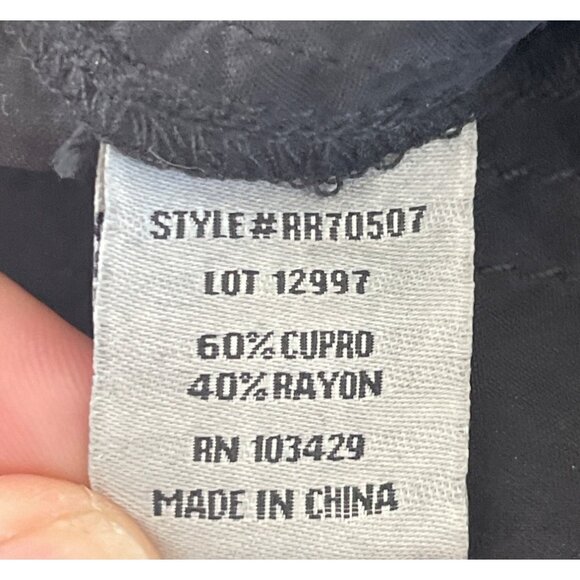 STYLE#RR70507
LOT 12997
60% CUPRO
40% RAYON
RN 103429
MADE IN CHINA